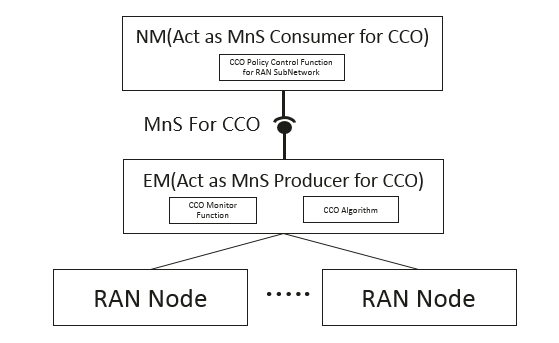 NM(Act as MnS Consumer for CCO)
CCO Policy Control Function
for RAN SubNetwork
MnS For CCO
EM(Act as MnS Producer for CCO)
CCO Monitor
Function
CCO Algorithm
RAN Node
.....
RAN Node